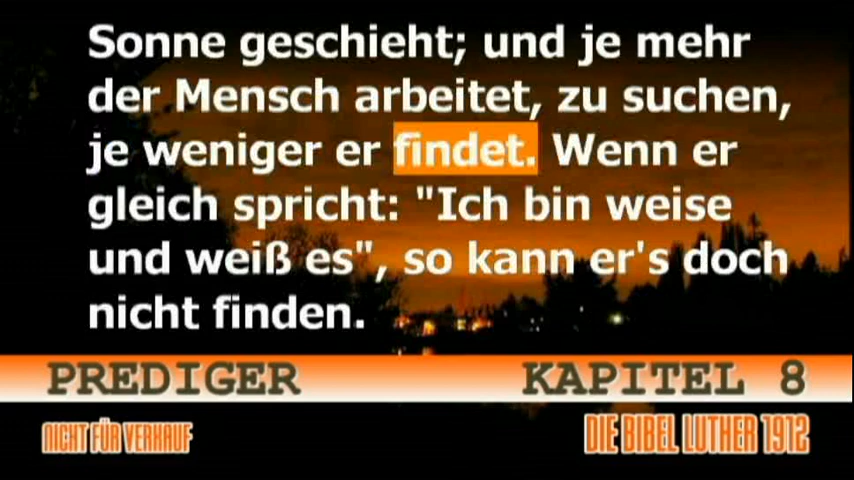 Sonne geschieht; und je mehr
der Mensch arbeitet, zu suchen,
je weniger er findet. Wenn er
gleich spricht: "Ich bin weise
und weiß es", so kann er's doch
nicht finden.
PREDIGER KAPITEL 8
NICHT FÜR VERKAUF DIE BIBEL LUTHER 1912